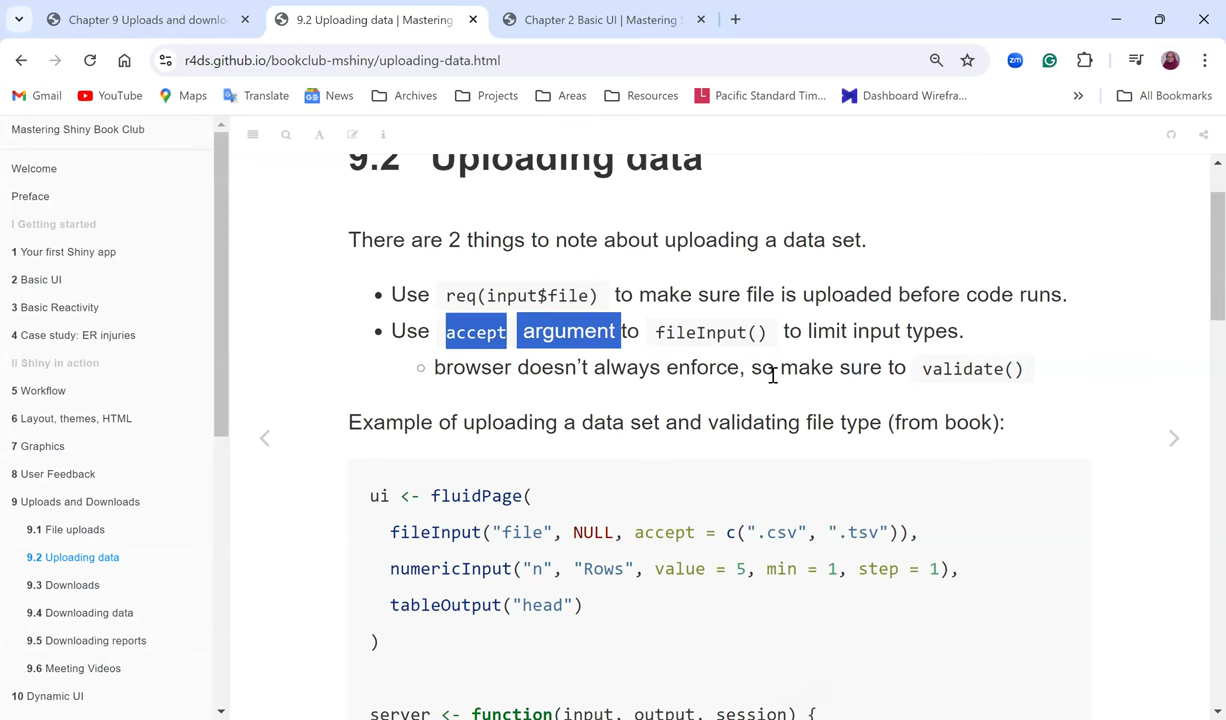 Chapter 9 Uploads and downlo
9.2 Uploading data | Mastering
Chapter 2 Basic UI | Mastering S
r4ds.github.io/bookclub-mshiny/uploading-data.html
Gmail
YouTube
Maps
Translate
News
Archives
Projects
Areas
Resources
Pacific Standard Tim...
Dashboard Wirefra...
All Bookmarks
Mastering Shiny Book Club
Welcome
Preface
I Getting started
1 Your first Shiny app
2 Basic UI
3 Basic Reactivity
4 Case study: ER injuries
II Shiny in action
5 Workflow
6 Layout, themes, HTML
7 Graphics
8 User Feedback
9 Uploads and Downloads
9.1 File uploads
9.2 Uploading data
9.3 Downloads
9.4 Downloading data
9.5 Downloading reports
9.6 Meeting Videos
10 Dynamic UI
9.2 Uploading data
There are 2 things to note about uploading a data set.
• Use req(input$file) to make sure file is uploaded before code runs.
• Use accept argument to fileInput() to limit input types.
○ browser doesn't always enforce, so make sure to validate()
Example of uploading a data set and validating file type (from book):
ui <- fluidPage(
fileInput("file", NULL, accept = c(".csv", ".tsv")),
numericInput("n", "Rows", value = 5, min = 1, step = 1),
tableOutput("head")
)
server <- function(input, output, session) {